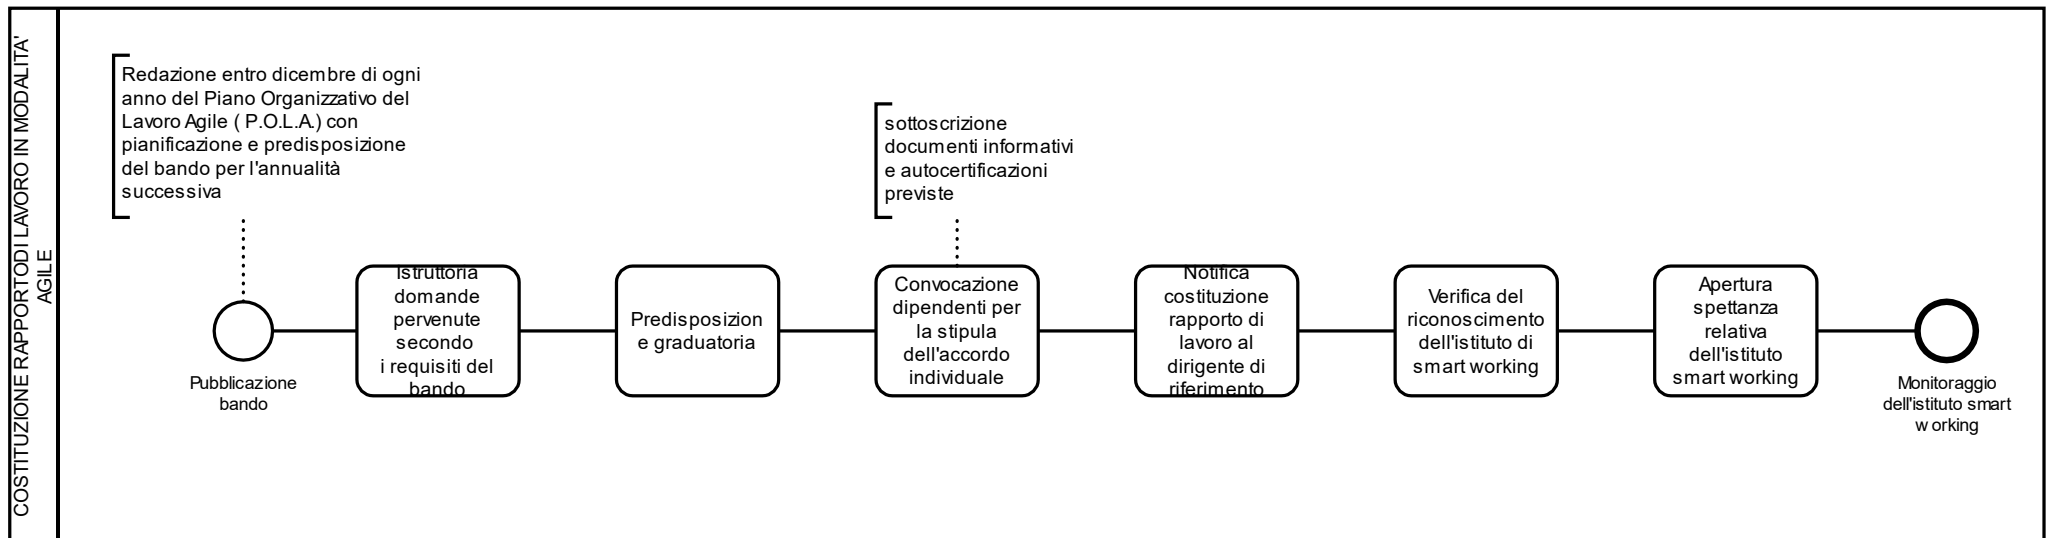 COSTITUZIONE RAPPORTO DI LAVORO IN MODALITA'
AGILE
Redazione entro dicembre di ogni
anno del Piano Organizzativo del
Lavoro Agile ( P.O.L.A.) con
pianificazione e predisposizione
del bando per l'annualità
successiva
sottoscrizione
documenti informativi
e autocertificazioni
previste
Pubblicazione
bando
Istruttoria
domande
pervenute
secondo
i requisiti del
bando
Predisposizion
e graduatoria
Convocazione
dipendenti per
la stipula
dell'accordo
individuale
Notifica
costituzione
rapporto di
lavoro al
dirigente di
riferimento
Verifica del
riconoscimento
dell'istituto di
smart working
Apertura
spettanza
relativa
dell'istituto
smart working
Monitoraggio
dell'istituto smart
working